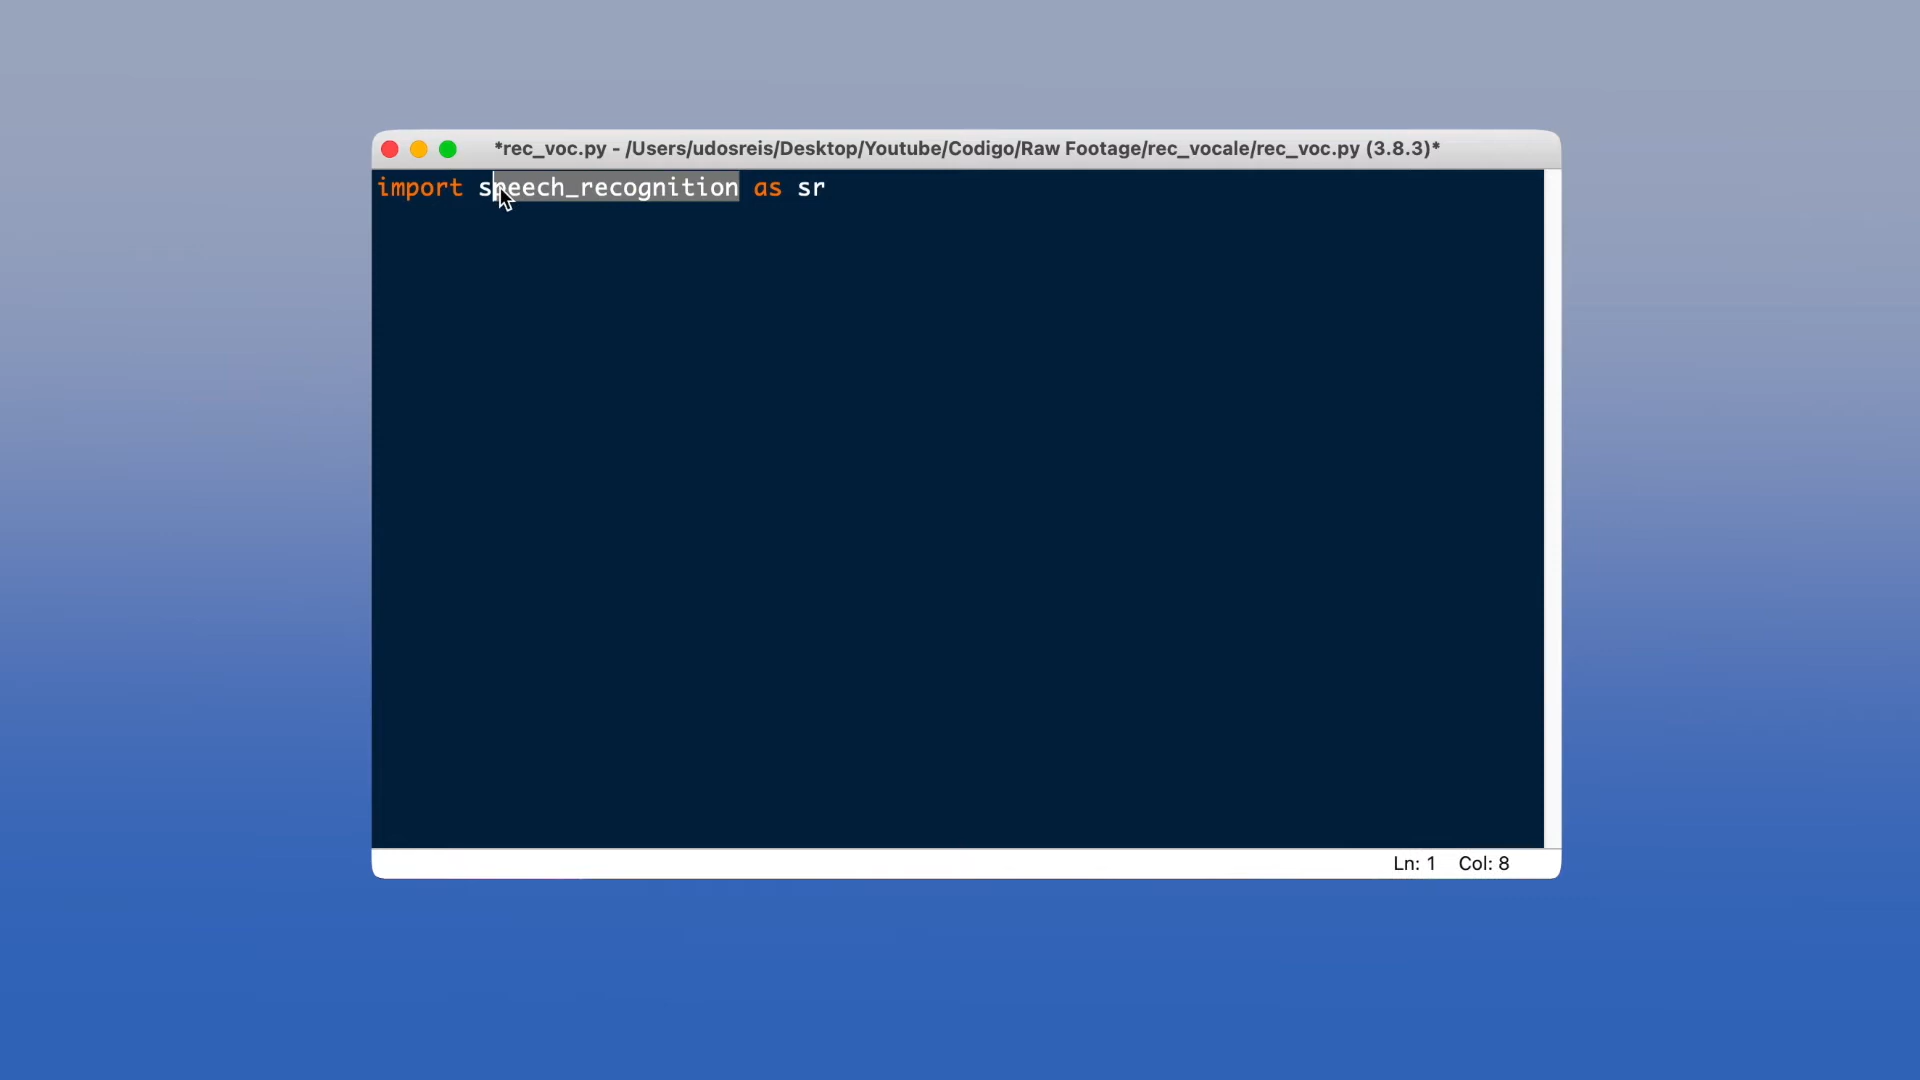 *rec_voc.py - /Users/udosreis/Desktop/Youtube/Codigo/Raw Footage/rec_vocale/rec_voc.py (3.8.3)*
import speech_recognition as sr
Ln: 1 Col: 8